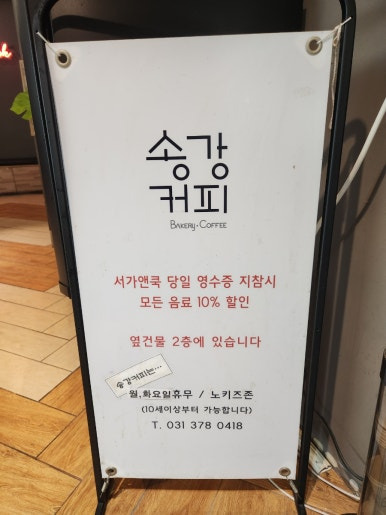 송강
커피
BAKERY·COFFEE
서가앤쿡 당일 영수증 지참시
모든 음료 10% 할인
옆건물 2층에 있습니다
송강커피는...
월,화요일휴무 / 노키즈존
(10세이상부터 가능합니다)
T. 031 378 0418